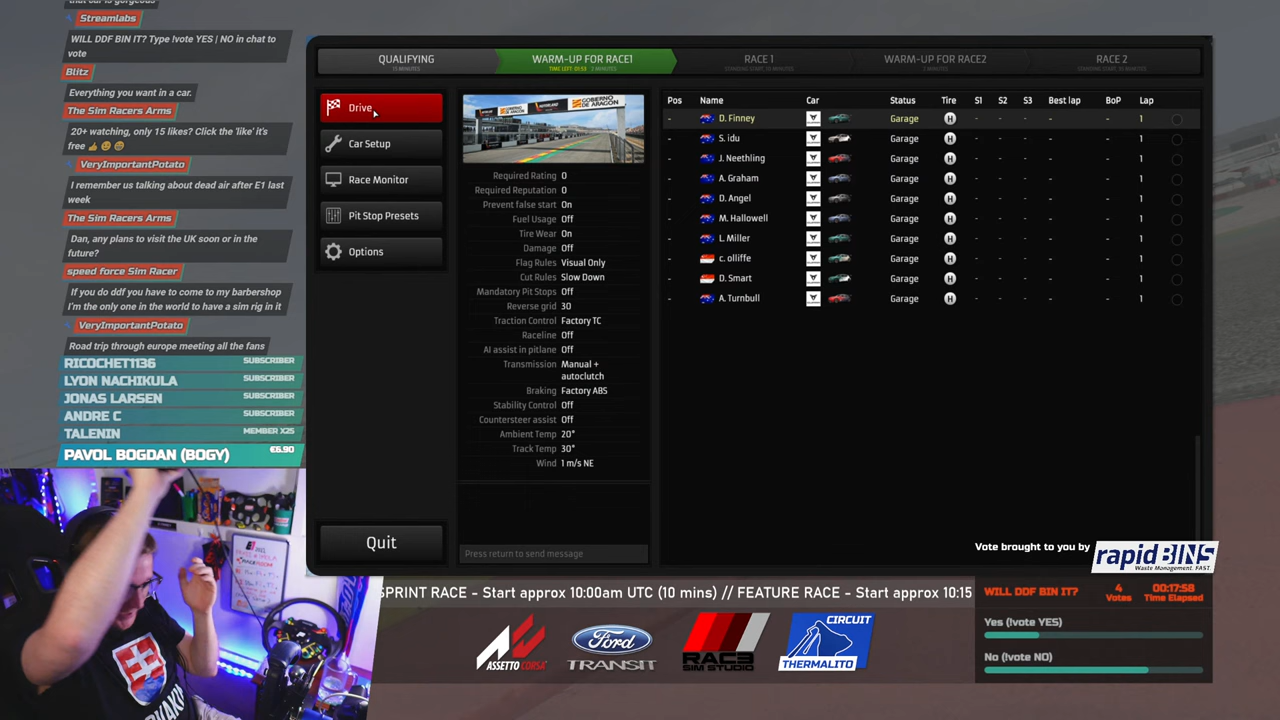 that car is gorgeous
Streamlabs
WILL DDF BIN IT? Type !vote YES | NO in chat to
vote
Blitz
Everything you want in a car.
The Sim Racers Arms
20+ watching, only 15 likes? Click the 'like' it's
free 👍 😊 😄
VeryImportantPotato
I remember us talking about dead air after E1 last
week
The Sim Racers Arms
Dan, any plans to visit the UK soon or in the
future?
speed force Sim Racer
If you do ddf you have to come to my barbershop
I'm the only one in the world to have a sim rig in it
VeryImportantPotato
Road trip through europe meeting all the fans
RICOCHET1136 SUBSCRIBER
LYON NACHIKULA SUBSCRIBER
JONAS LARSEN SUBSCRIBER
ANDRE C SUBSCRIBER
TALENIN MEMBER X25
PAVOL BOGDAN (BOGY) €6.90
QUALIFYING
WARM-UP FOR RACE1
TIME LEFT: 01:53 2 MINUTES
RACE 1
WARM-UP FOR RACE2
RACE 2
Drive
Car Setup
Race Monitor
Pit Stop Presets
Options
Quit
GOBIERNO
DE ARAGON
Required Rating 0
Required Reputation 0
Prevent false start On
Fuel Usage Off
Tire Wear On
Damage Off
Flag Rules Visual Only
Cut Rules Slow Down
Mandatory Pit Stops Off
Reverse grid 30
Traction Control Factory TC
Raceline Off
AI assist in pitlane Off
Transmission Manual +
autoclutch
Braking Factory ABS
Stability Control Off
Countersteer assist Off
Ambient Temp 20°
Track Temp 30°
Wind 1 m/s NE
Press return to send message
Pos Name Car Status Tire S1 S2 S3 Best lap BoP Lap
- D. Finney Garage H - - - - - 1
- S. idu Garage H - - - - - 1
- J. Neethling Garage H - - - - - 1
- A. Graham Garage H - - - - - 1
- D. Angel Garage H - - - - - 1
- M. Hallowell Garage H - - - - - 1
- L. Miller Garage H - - - - - 1
- c. olliffe Garage H - - - - - 1
- D. Smart Garage H - - - - - 1
- A. Turnbull Garage H - - - - - 1
Vote brought to you by
rapidBINS
Waste Management. FAST.
SPRINT RACE - Start approx 10:00am UTC (10 mins) // FEATURE RACE - Start approx 10:15
ASSETTO CORSA
Ford
TRANSIT
RAC3
SIM STUDIO
CIRCUIT
THERMALITO
WILL DDF BIN IT?
4
Votes
00:17:58
Time Elapsed
Yes (!vote YES)
No (!vote NO)